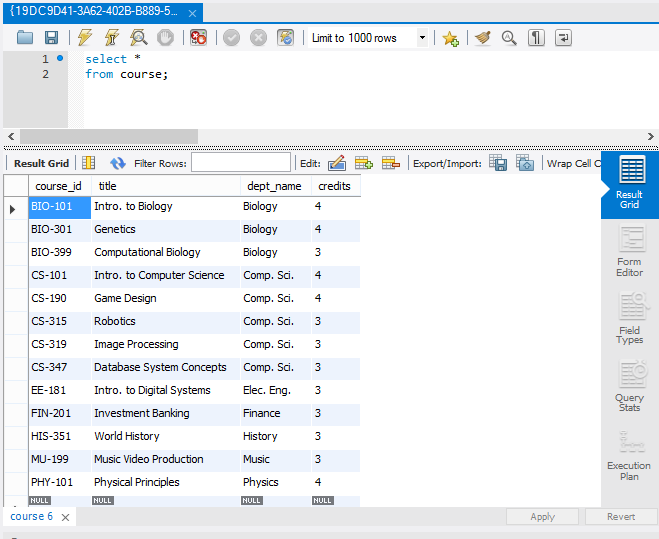 {19DC9D41-3A62-402B-B889-5... ×
Limit to 1000 rows
1 select *
2 from course;
Result Grid Filter Rows: Edit: Export/Import: Wrap Cell C
course_id title dept_name credits
BIO-101 Intro. to Biology Biology 4
BIO-301 Genetics Biology 4
BIO-399 Computational Biology Biology 3
CS-101 Intro. to Computer Science Comp. Sci. 4
CS-190 Game Design Comp. Sci. 4
CS-315 Robotics Comp. Sci. 3
CS-319 Image Processing Comp. Sci. 3
CS-347 Database System Concepts Comp. Sci. 3
EE-181 Intro. to Digital Systems Elec. Eng. 3
FIN-201 Investment Banking Finance 3
HIS-351 World History History 3
MU-199 Music Video Production Music 3
PHY-101 Physical Principles Physics 4
NULL NULL NULL NULL
Result
Grid
Form
Editor
Field
Types
Query
Stats
Execution
Plan
course 6 × Apply Revert